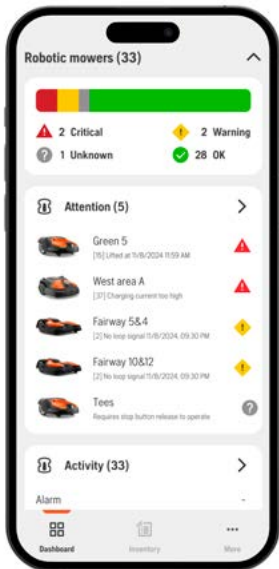 Robotic mowers (33)
2 Critical
2 Warning
1 Unknown
28 OK
Attention (5)
Green 5
[15] Lifted at 11/8/2024 11:59 AM
West area A
[37] Charging current too high
Fairway 5&4
[2] No loop signal 11/8/2024, 09:30 PM
Fairway 10&12
[2] No loop signal 11/8/2024, 09:30 PM
Tees
Requires stop button release to operate
Activity (33)
Alarm -
Dashboard
Inventory
More